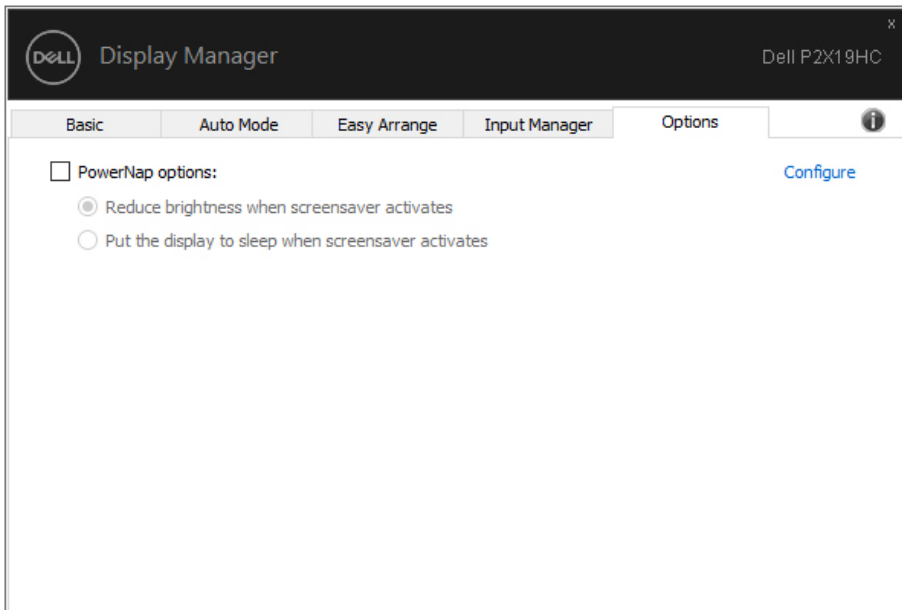 x
DELL Display Manager Dell P2X19HC
Basic Auto Mode Easy Arrange Input Manager Options i
PowerNap options: Configure
Reduce brightness when screensaver activates
Put the display to sleep when screensaver activates